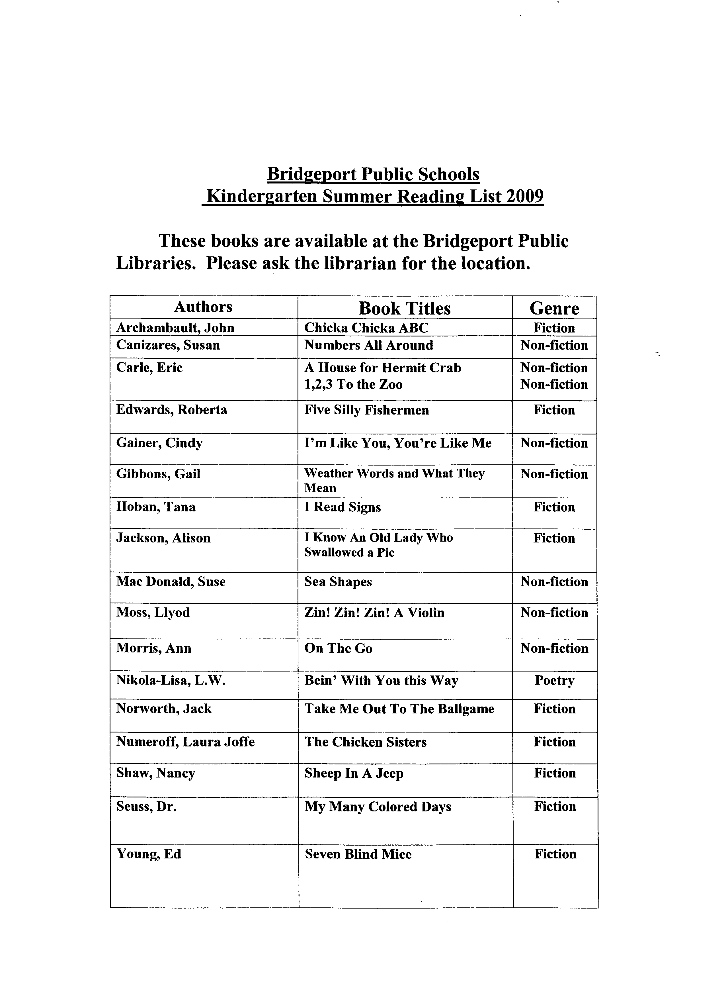 Bridgeport Public Schools
Kindergarten Summer Reading List 2009
These books are available at the Bridgeport Public
Libraries.  Please ask the librarian for the location.
Authors Book Titles Genre
Archambault, John Chicka Chicka ABC Fiction
Canizares, Susan Numbers All Around Non-fiction
Carle, Eric A House for Hermit Crab Non-fiction
1,2,3 To the Zoo Non-fiction
Edwards, Roberta Five Silly Fishermen Fiction
Gainer, Cindy I'm Like You, You're Like Me Non-fiction
Gibbons, Gail Weather Words and What They Non-fiction
Mean
Hoban, Tana I Read Signs Fiction
Jackson, Alison I Know An Old Lady Who Fiction
Swallowed a Pie
Mac Donald, Suse Sea Shapes Non-fiction
Moss, Llyod Zin! Zin! Zin! A Violin Non-fiction
Morris, Ann On The Go Non-fiction
Nikola-Lisa, L.W. Bein' With You this Way Poetry
Norworth, Jack Take Me Out To The Ballgame Fiction
Numeroff, Laura Joffe The Chicken Sisters Fiction
Shaw, Nancy Sheep In A Jeep Fiction
Seuss, Dr. My Many Colored Days Fiction
Young, Ed Seven Blind Mice Fiction